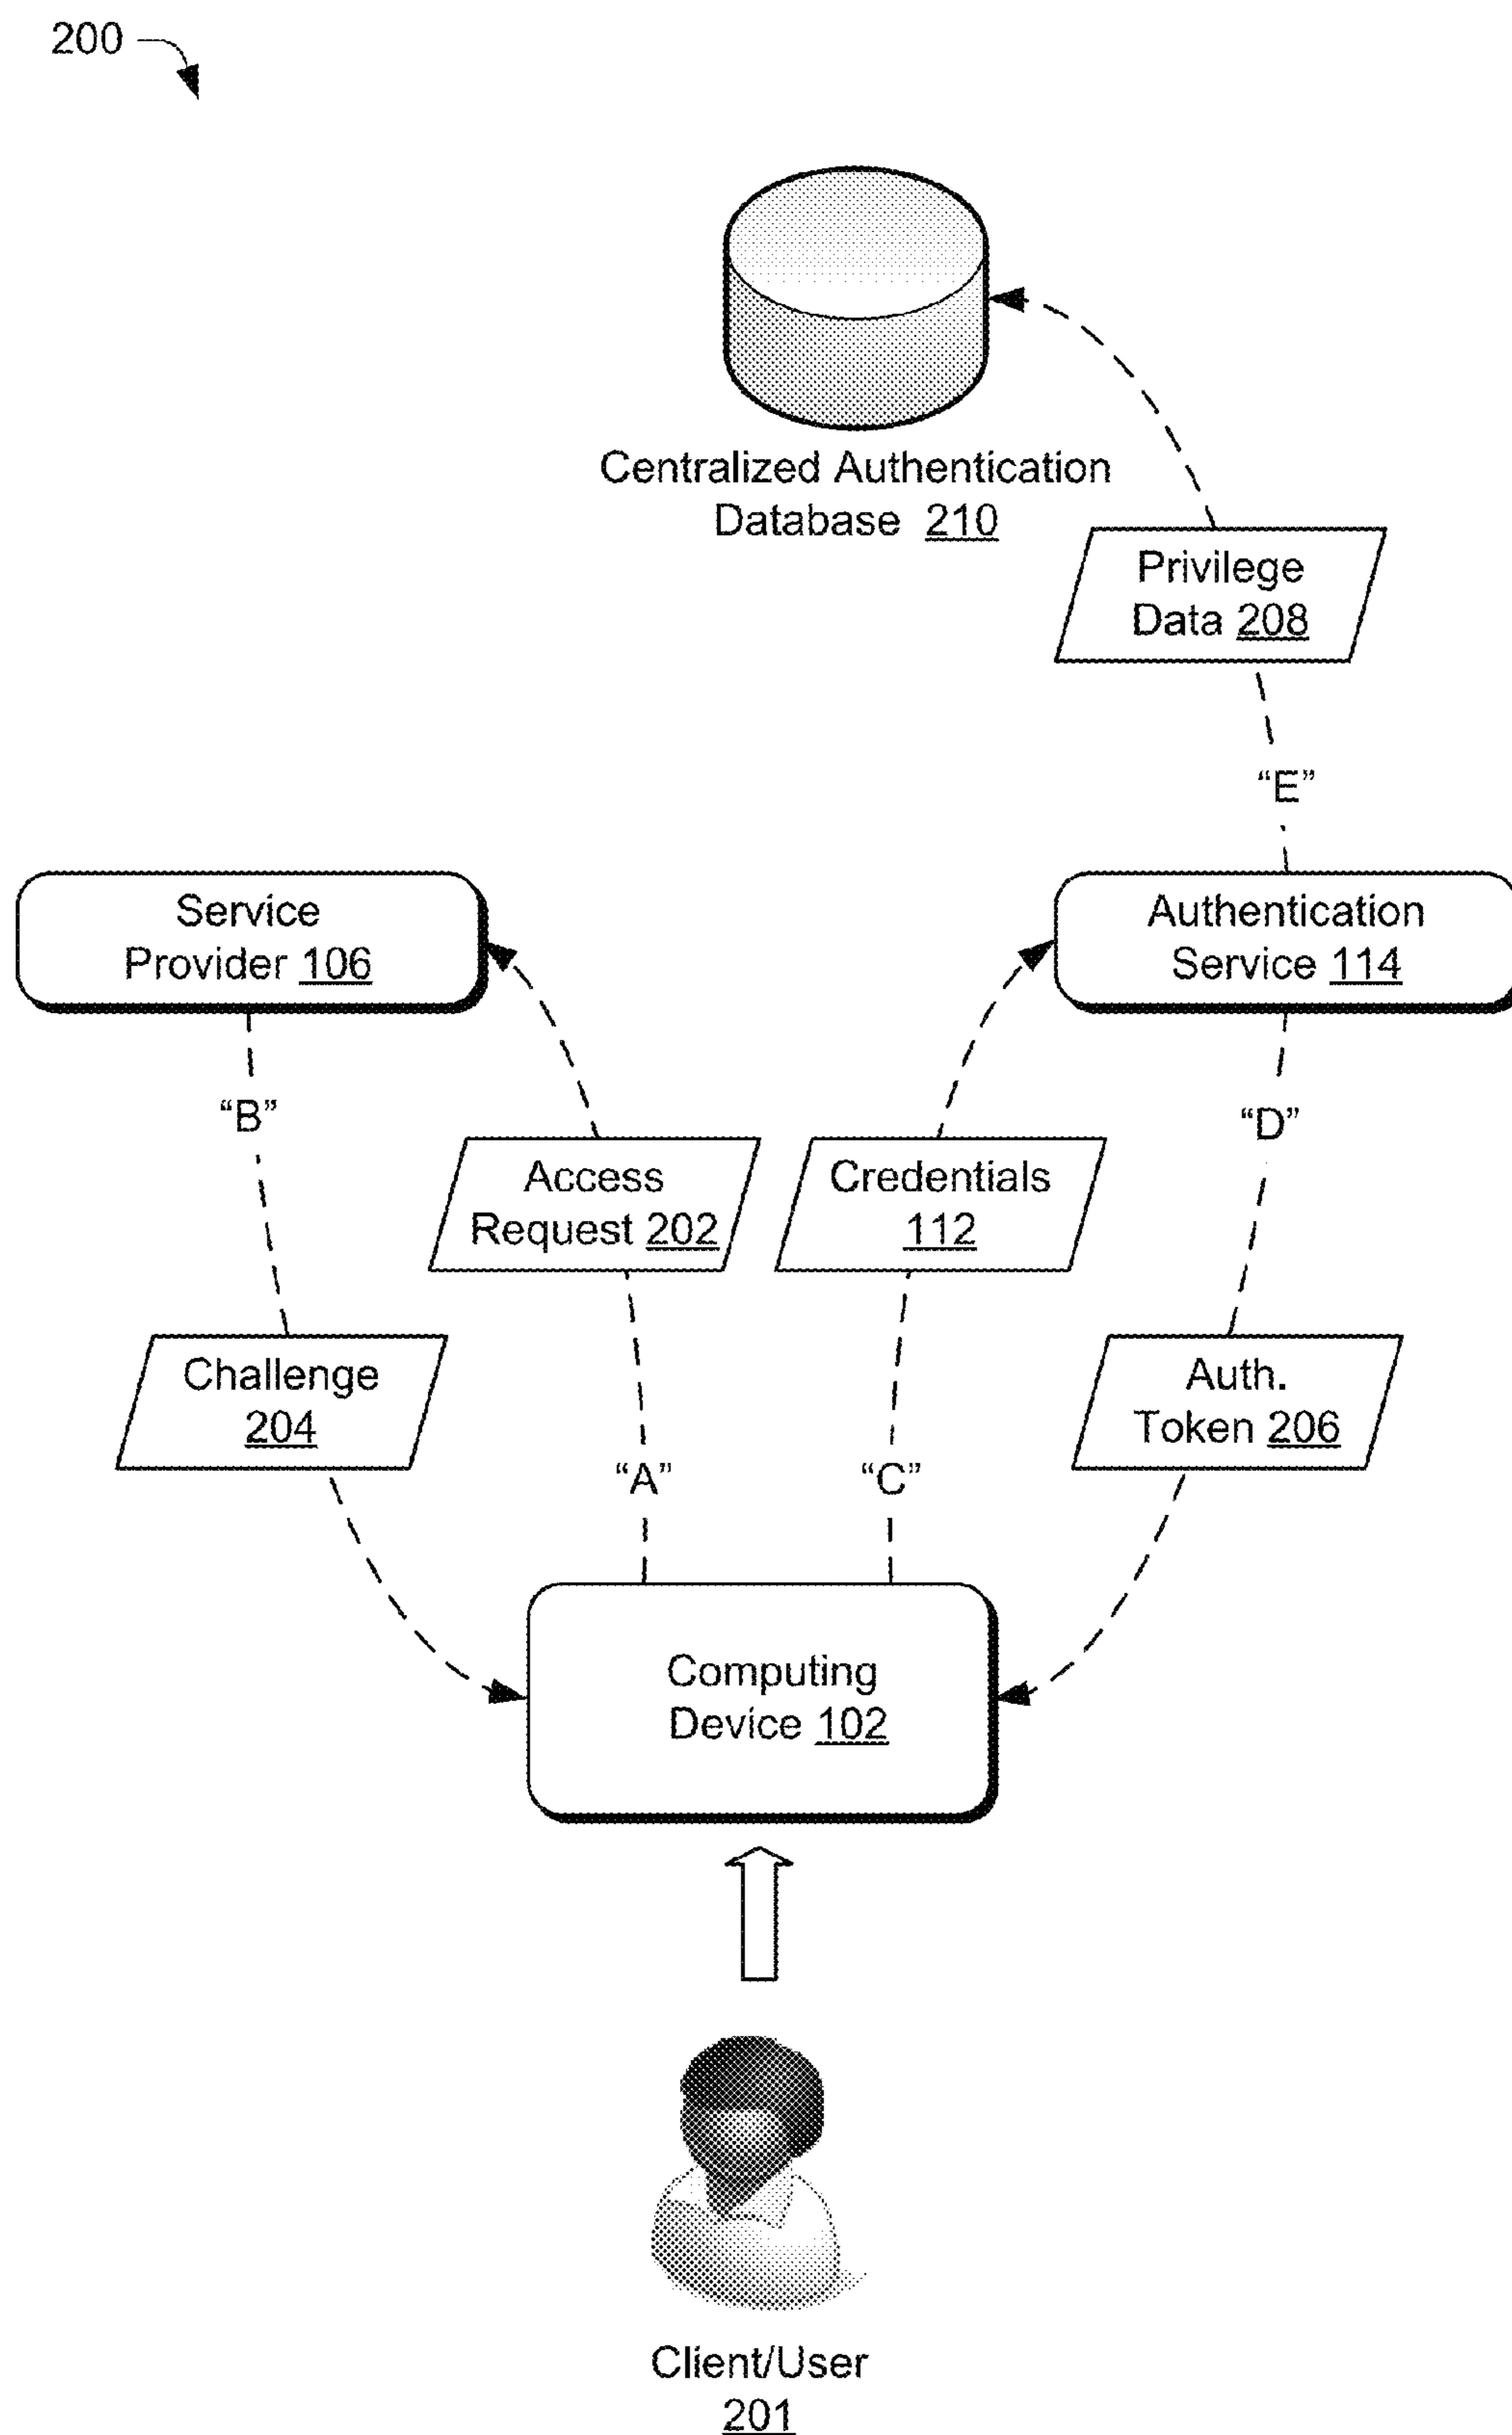 200
Centralized Authentication
Database 210
Privilege
Data 208
“E”
Service
Provider 106
Authentication
Service 114
“B”
“D”
Access
Request 202
Credentials
112
Challenge
204
Auth.
Token 206
“A”
“C”
Computing
Device 102
Client/User
201